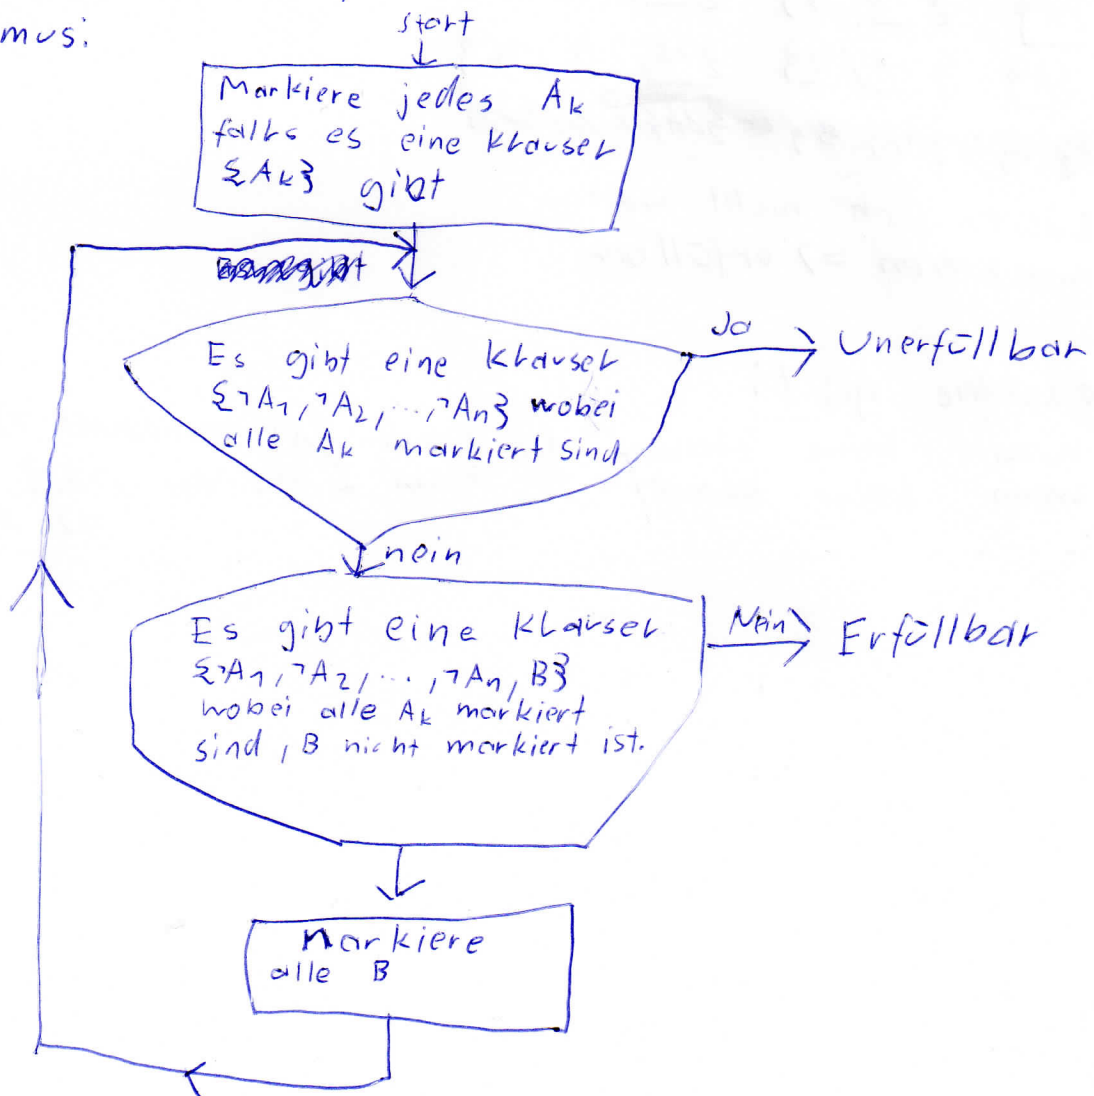 mus:
start
Markiere jedes Ak
falls es eine Klausel
{Ak} gibt
Es gibt eine Klausel
{¬A1,¬A2,...,¬An} wobei
alle Ak markiert sind
Ja
Unerfüllbar
nein
Es gibt eine Klausel
{¬A1,¬A2,...,¬An,B}
wobei alle Ak markiert
sind, B nicht markiert ist.
Nein
Erfüllbar
Markiere
alle B